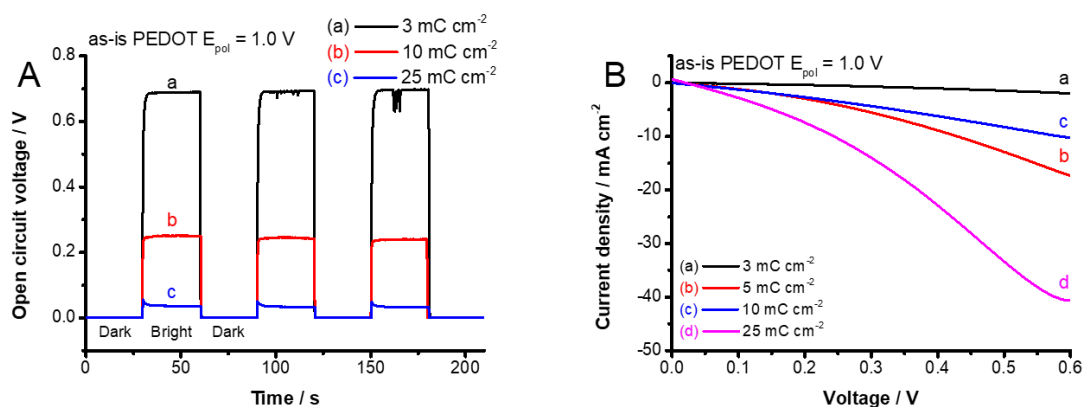 A
as-is PEDOT E_pol = 1.0 V
(a) 3 mC cm⁻²
(b) 10 mC cm⁻²
(c) 25 mC cm⁻²
Open circuit voltage / V
0.8
0.6
0.4
0.2
0.0
a
b
c
Dark Bright Dark
0 50 100 150 200
Time / s
B
as-is PEDOT E_pol = 1.0 V
Current density / mA cm⁻²
0
-10
-20
-30
-40
-50
a
c
b
d
(a) 3 mC cm⁻²
(b) 5 mC cm⁻²
(c) 10 mC cm⁻²
(d) 25 mC cm⁻²
0.0 0.1 0.2 0.3 0.4 0.5 0.6
Voltage / V